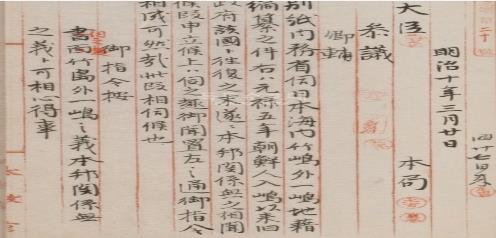 明治十年三月廿日
大臣
本局
参議
卿輔
別紙内務省伺日本海内竹嶋外一嶋地籍
編纂之件右ハ元禄五年朝鮮人入嶋以来旧
政府該国ト往復之末遂ニ本邦関係無之相聞
候段申立候上ハ伺之趣御聞置左之通御指令
相成可然哉此段相伺候也
御指令按
書面竹島外一嶋之義本邦関係無
之義ト可相心得事